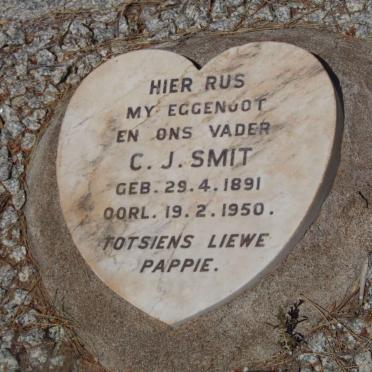 HIER RUS
MY EGGENOOT
EN ONS VADER
C. J. SMIT
GEB. 29.4.1891
OORL. 19.2.1950.
TOTSIENS LIEWE
PAPPIE.